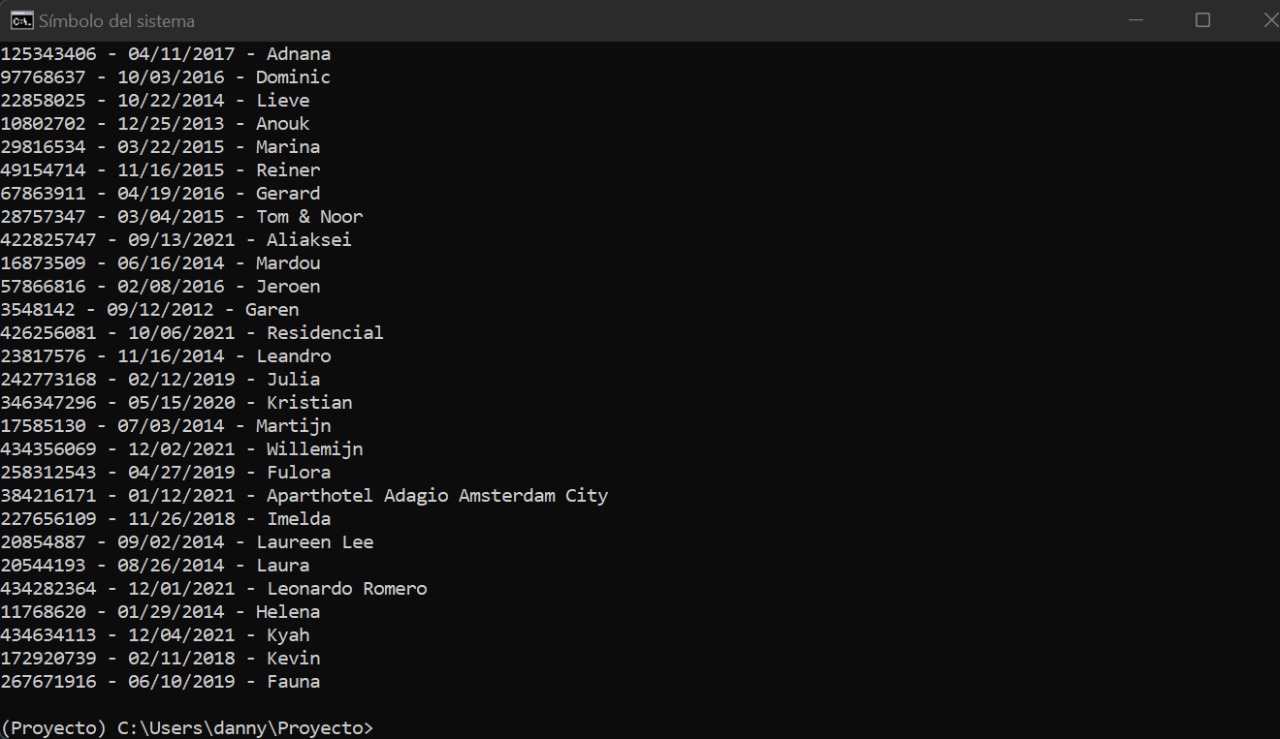 Símbolo del sistema
125343406 - 04/11/2017 - Adnana
97768637 - 10/03/2016 - Dominic
22858025 - 10/22/2014 - Lieve
10802702 - 12/25/2013 - Anouk
29816534 - 03/22/2015 - Marina
49154714 - 11/16/2015 - Reiner
67863911 - 04/19/2016 - Gerard
28757347 - 03/04/2015 - Tom & Noor
422825747 - 09/13/2021 - Aliaksei
16873509 - 06/16/2014 - Mardou
57866816 - 02/08/2016 - Jeroen
3548142 - 09/12/2012 - Garen
426256081 - 10/06/2021 - Residencial
23817576 - 11/16/2014 - Leandro
242773168 - 02/12/2019 - Julia
346347296 - 05/15/2020 - Kristian
17585130 - 07/03/2014 - Martijn
434356069 - 12/02/2021 - Willemijn
258312543 - 04/27/2019 - Fulora
384216171 - 01/12/2021 - Aparthotel Adagio Amsterdam City
227656109 - 11/26/2018 - Imelda
20854887 - 09/02/2014 - Laureen Lee
20544193 - 08/26/2014 - Laura
434282364 - 12/01/2021 - Leonardo Romero
11768620 - 01/29/2014 - Helena
434634113 - 12/04/2021 - Kyah
172920739 - 02/11/2018 - Kevin
267671916 - 06/10/2019 - Fauna
(Proyecto) C:\Users\danny\Proyecto>